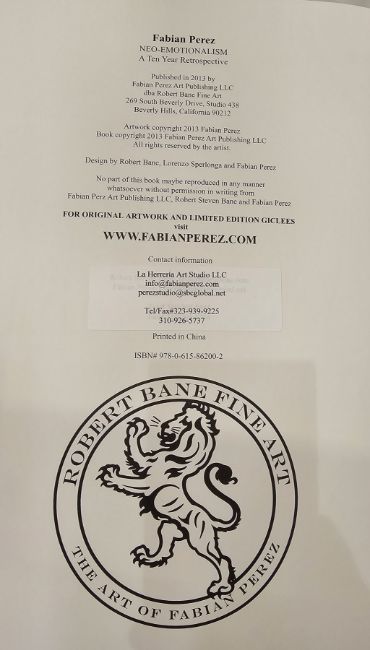 Fabian Perez
NEO-EMOTIONALISM
A Ten Year Retrospective
Published in 2013 by
Fabian Perez Art Publishing LLC
dba Robert Bane Fine Art
269 South Beverly Drive, Studio 438
Beverly Hills, California 90212
Artwork copyright 2013 Fabian Perez
Book copyright 2013 Fabian Perez Art Publishing LLC
All rights reserved by the artist.
Design by Robert Bane, Lorenzo Sperlonga and Fabian Perez
No part of this book maybe reproduced in any manner
whatsoever without permission in writing from
Fabian Perz Art Publishing LLC, Robert Steven Bane and Fabian Perez
FOR ORIGINAL ARTWORK AND LIMITED EDITION GICLEES
visit
WWW.FABIANPEREZ.COM
Contact information
La Herreria Art Studio LLC
info@fabianperez.com
perezstudio@sbcglobal.net
Tel/Fax#323-939-9225
310-926-5737
Printed in China
ISBN# 978-0-615-86200-2
ROBERT BANE FINE ART
THE ART OF FABIAN PEREZ